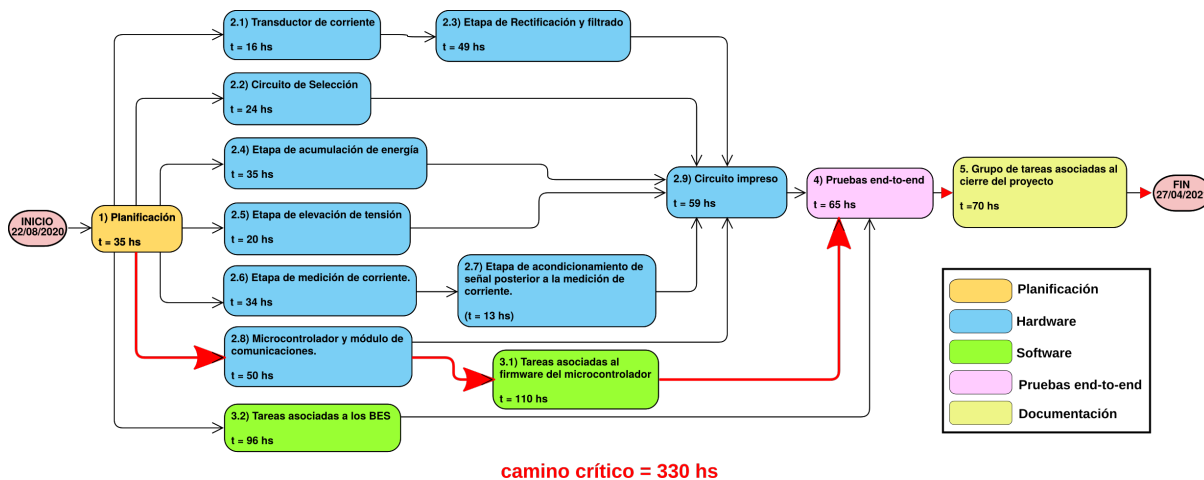 2.1) Transductor de corriente
t = 16 hs
2.3) Etapa de Rectificación y filtrado
t = 49 hs
2.2) Circuito de Selección
t = 24 hs
2.4) Etapa de acumulación de energía
t = 35 hs
2.9) Circuito impreso
t = 59 hs
4) Pruebas end-to-end
t = 65 hs
5. Grupo de tareas asociadas al
cierre del proyecto
t =70 hs
FIN
27/04/202
INICIO
22/08/2020
1) Planificación
t = 35 hs
2.5) Etapa de elevación de tensión
t = 20 hs
2.6) Etapa de medición de corriente.
t = 34 hs
2.7) Etapa de acondicionamiento de
señal posterior a la medición de
corriente.
(t = 13 hs)
2.8) Microcontrolador y módulo de
comunicaciones.
t = 50 hs
3.1) Tareas asociadas al
firmware del microcontrolador
t = 110 hs
3.2) Tareas asociadas a los BES
t = 96 hs
Planificación
Hardware
Software
Pruebas end-to-end
Documentación
camino crítico = 330 hs